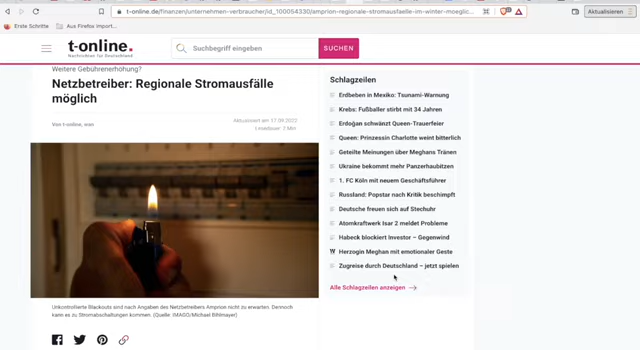 t-online.de/finanzen/unternehmen-verbraucher/id_100054330/amprion-regionale-stromausfaelle-im-winter-moeglic...
Aktualisieren
Erste Schritte
Aus Firefox import...
t-online.
Nachrichten für Deutschland
Suchbegriff eingeben
SUCHEN
Weitere Gebührenerhöhung?
Netzbetreiber: Regionale Stromausfälle
möglich
Von t-online, wan
Aktualisiert am 17.09.2022
Lesedauer: 2 Min
Unkontrollierte Blackouts sind nach Angaben des Netzbetreibers Amprion nicht zu erwarten. Dennoch
kann es zu Stromabschaltungen kommen. (Quelle: IMAGO/Michael Bihlmayer)
Schlagzeilen
Erdbeben in Mexiko: Tsunami-Warnung
Krebs: Fußballer stirbt mit 34 Jahren
Erdoğan schwänzt Queen-Trauerfeier
Queen: Prinzessin Charlotte weint bitterlich
Geteilte Meinungen über Meghans Tränen
Ukraine bekommt mehr Panzerhaubitzen
1. FC Köln mit neuem Geschäftsführer
Russland: Popstar nach Kritik beschimpft
Deutsche freuen sich auf Stechuhr
Atomkraftwerk Isar 2 meldet Probleme
Habeck blockiert Investor – Gegenwind
Herzogin Meghan mit emotionaler Geste
Zugreise durch Deutschland – jetzt spielen
Alle Schlagzeilen anzeigen